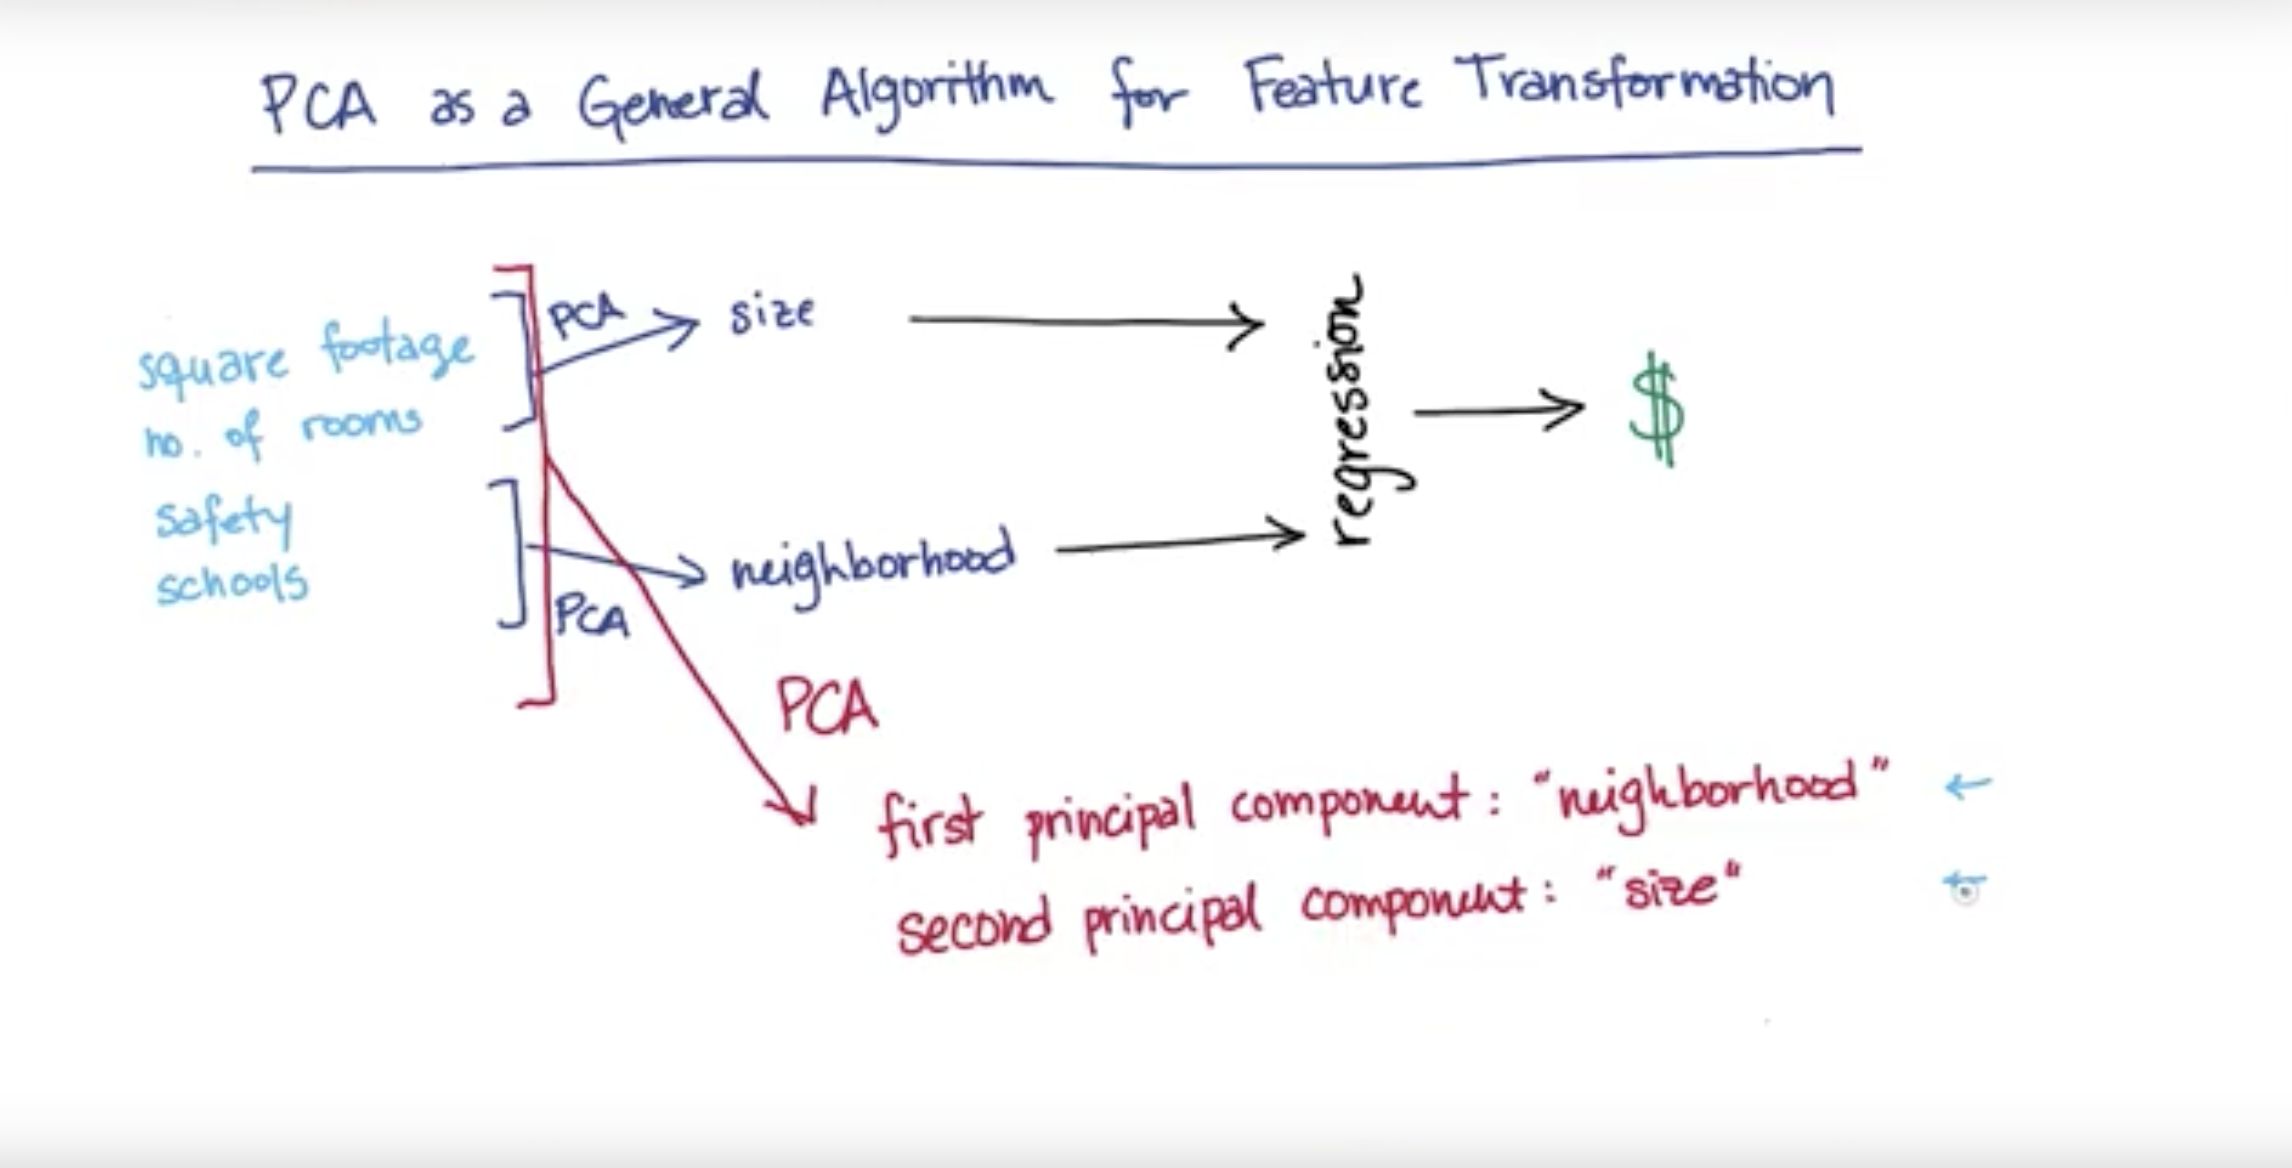 PCA as a General Algorithm for Feature Transformation
square footage
no. of rooms
safety
schools
PCA
size
PCA
neighborhood
regression
$
PCA
first principal component: "neighborhood"
second principal component: "size"